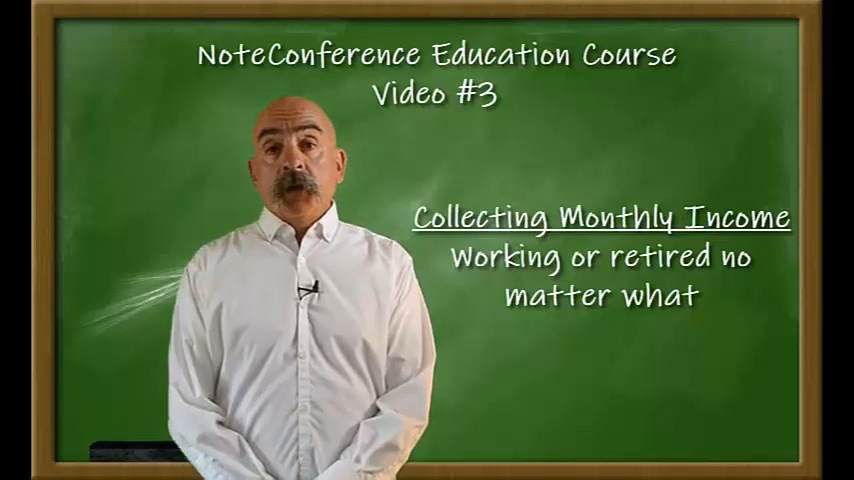 NoteConference Education Course
Video #3
Collecting Monthly Income
Working or retired no
matter what